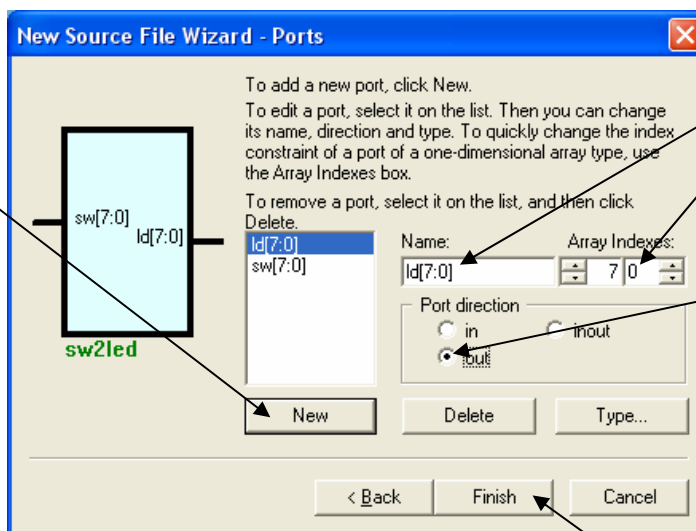 New Source File Wizard - Ports
To add a new port, click New.
To edit a port, select it on the list. Then you can change
its name, direction and type. To quickly change the index
constraint of a port of a one-dimensional array type, use
the Array Indexes box.
To remove a port, select it on the list, and then click
Delete.
sw[7:0]
ld[7:0]
sw2led
ld[7:0]
sw[7:0]
Name:
Array Indexes:
ld[7:0]
7
0
Port direction
in
inout
out
New
Delete
Type...
< Back
Finish
Cancel